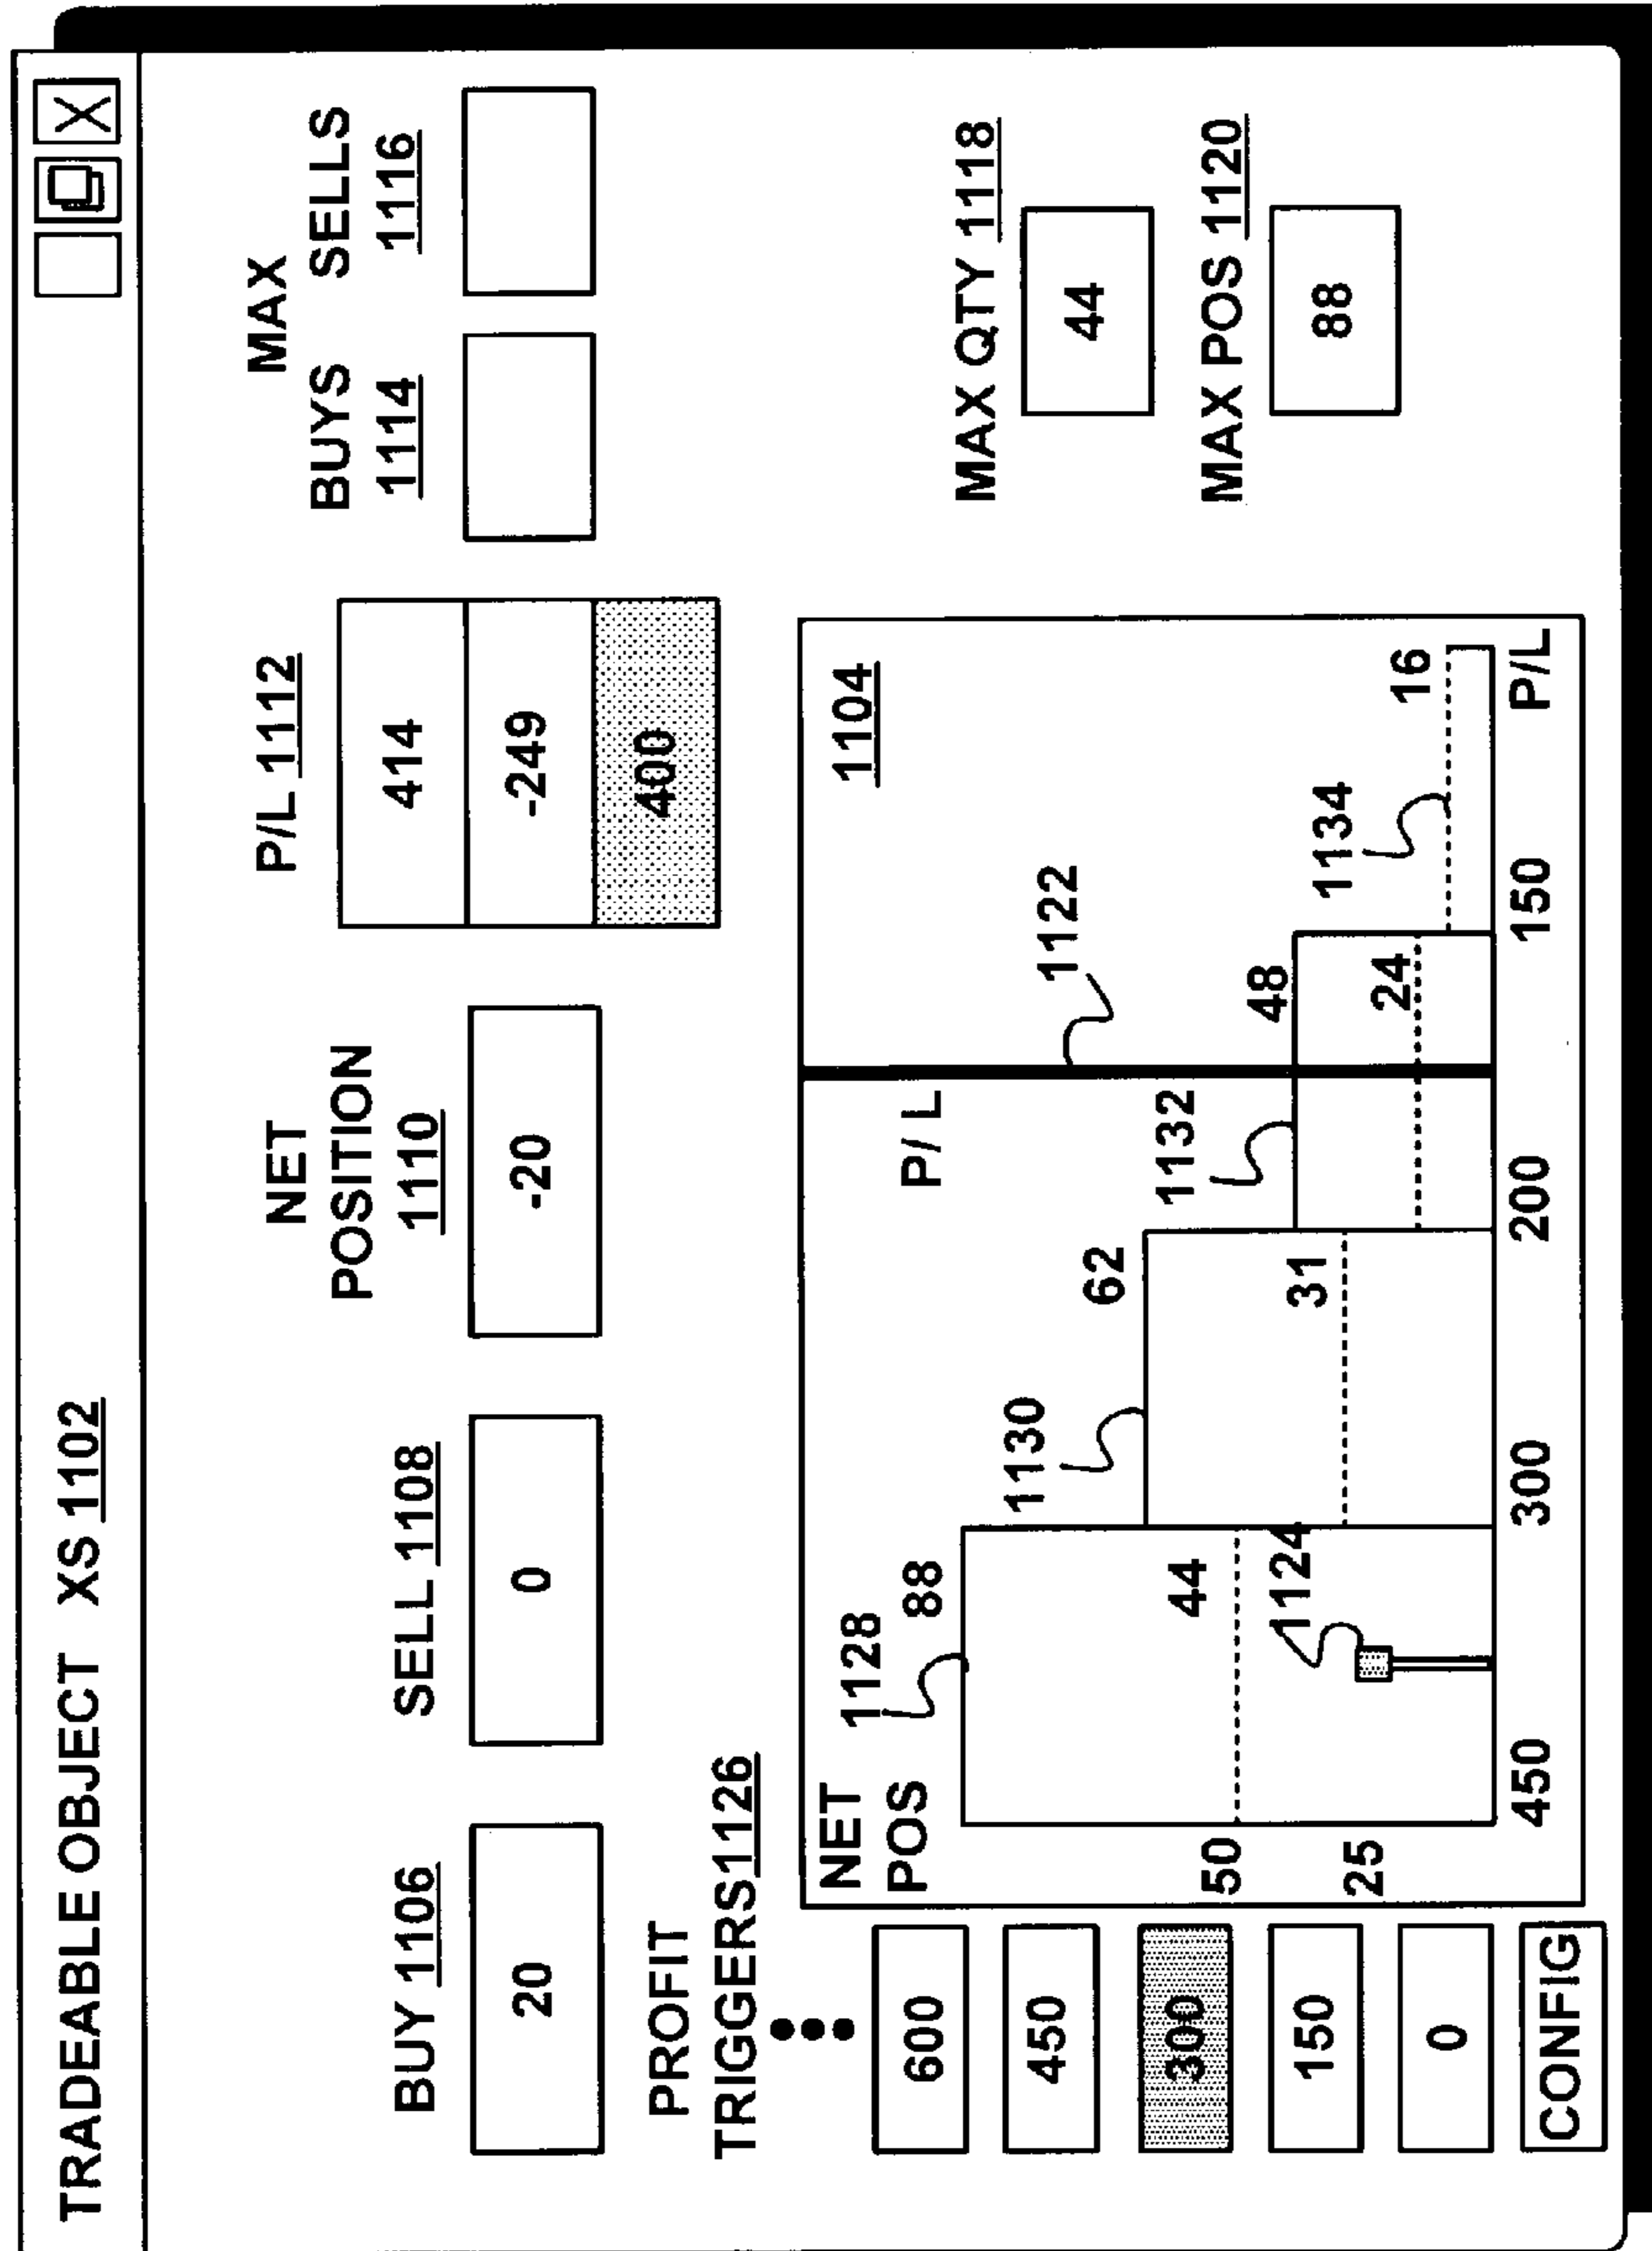 TRADEABLE OBJECT XS 1102
X
MAX
BUY 1106
SELL 1108
NET
POSITION
1110
P/L 1112
BUYS
1114
SELLS
1116
20
0
-20
414
-249
400
PROFIT
TRIGGERS 1126
600
450
300
150
0
CONFIG
NET
POS
1128
88
1130
62
P/L
1122
1104
1132
48
1134
16
50
25
44
1124
31
24
450
300
200
150
P/L
MAX QTY 1118
44
MAX POS 1120
88